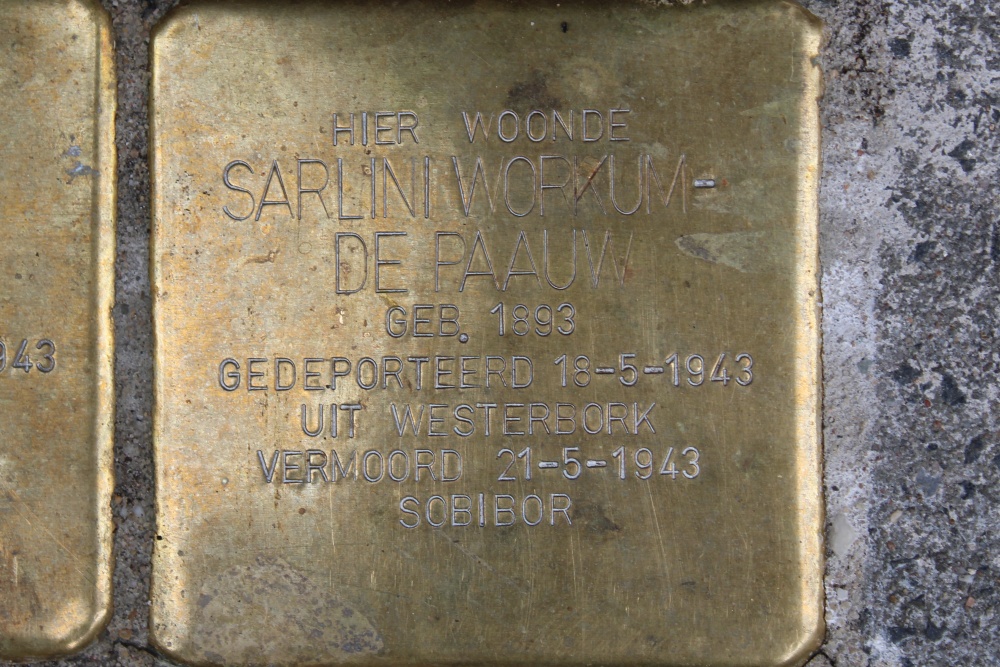 HIER WOONDE
SARLINI WORKUM-
DE PAAUW
GEB. 1893
GEDEPORTEERD 18-5-1943
UIT WESTERBORK
VERMOORD 21-5-1943
SOBIBOR
943